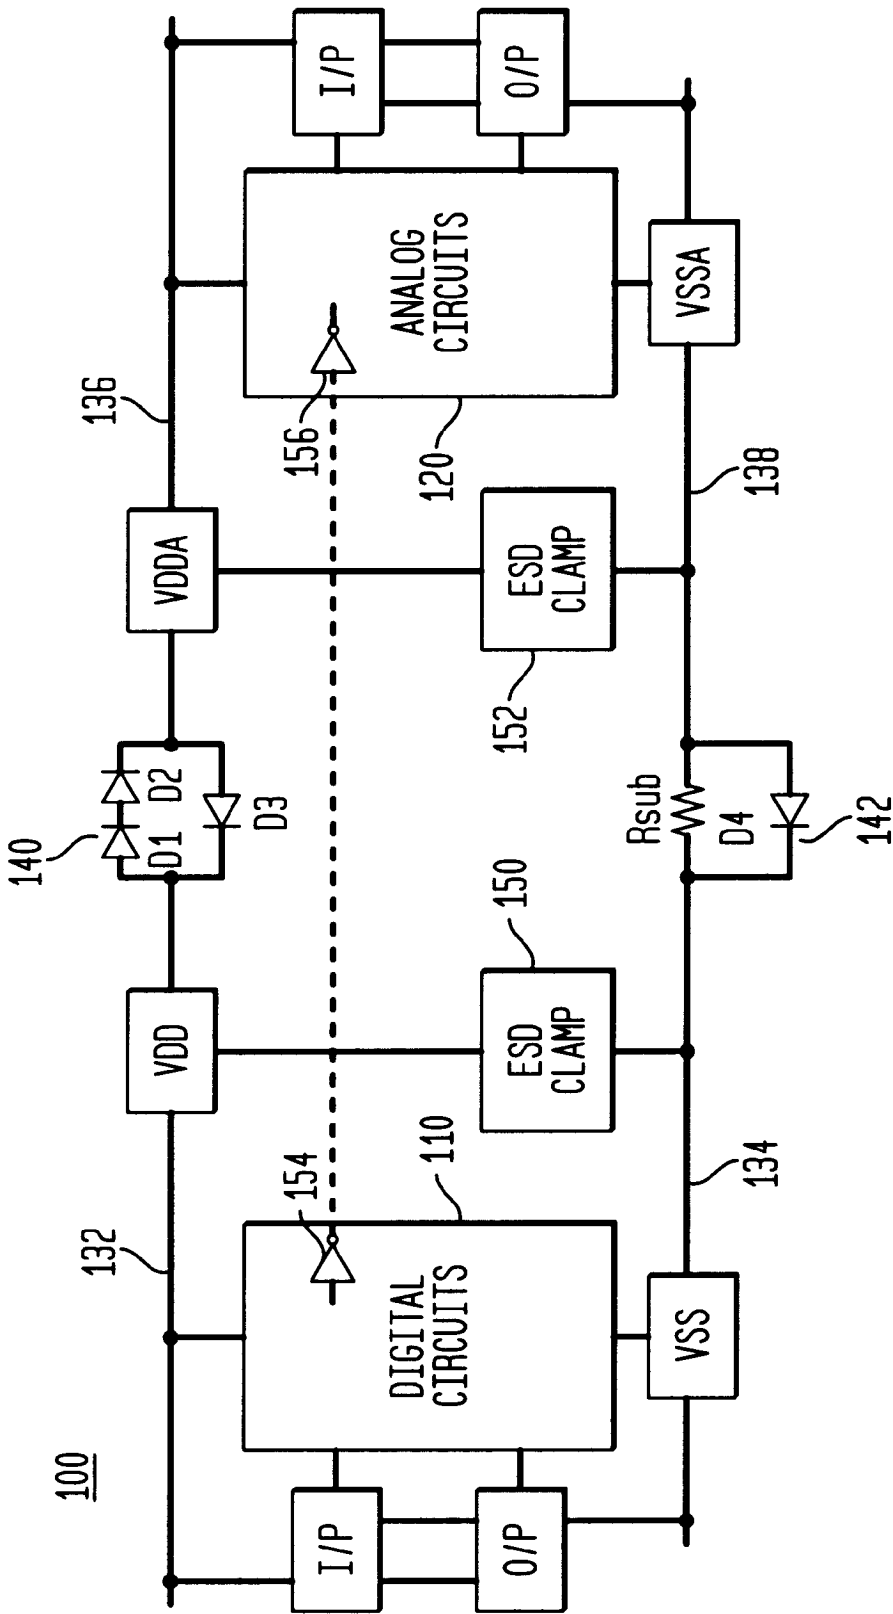 100
132
VDD
140
D1
D2
D3
VDDA
136
I/P
O/P
DIGITAL
CIRCUITS
154
110
ESD
CLAMP
150
ESD
CLAMP
152
156
120
ANALOG
CIRCUITS
I/P
O/P
VSS
134
Rsub
D4
142
138
VSSA